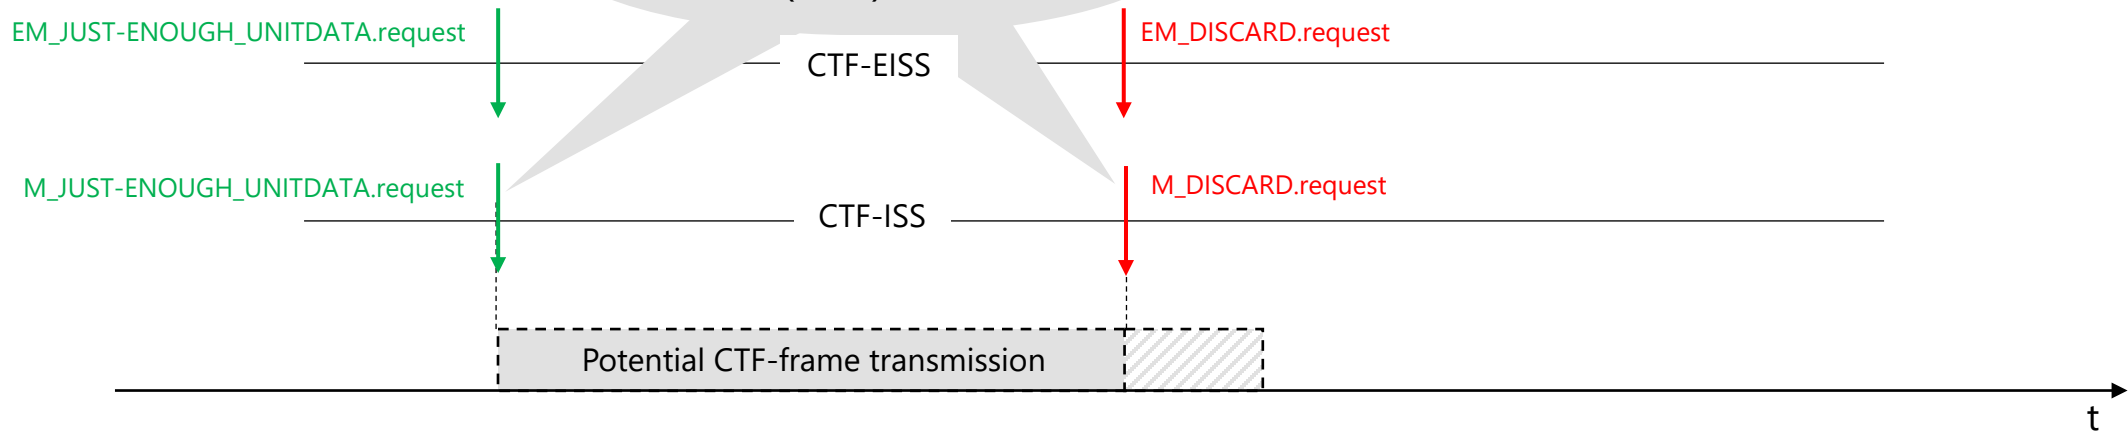 EM_JUST-ENOUGH_UNITDATA.request
EM_DISCARD.request
CTF-EISS
M_JUST-ENOUGH_UNITDATA.request
M_DISCARD.request
CTF-ISS
Potential CTF-frame transmission
t